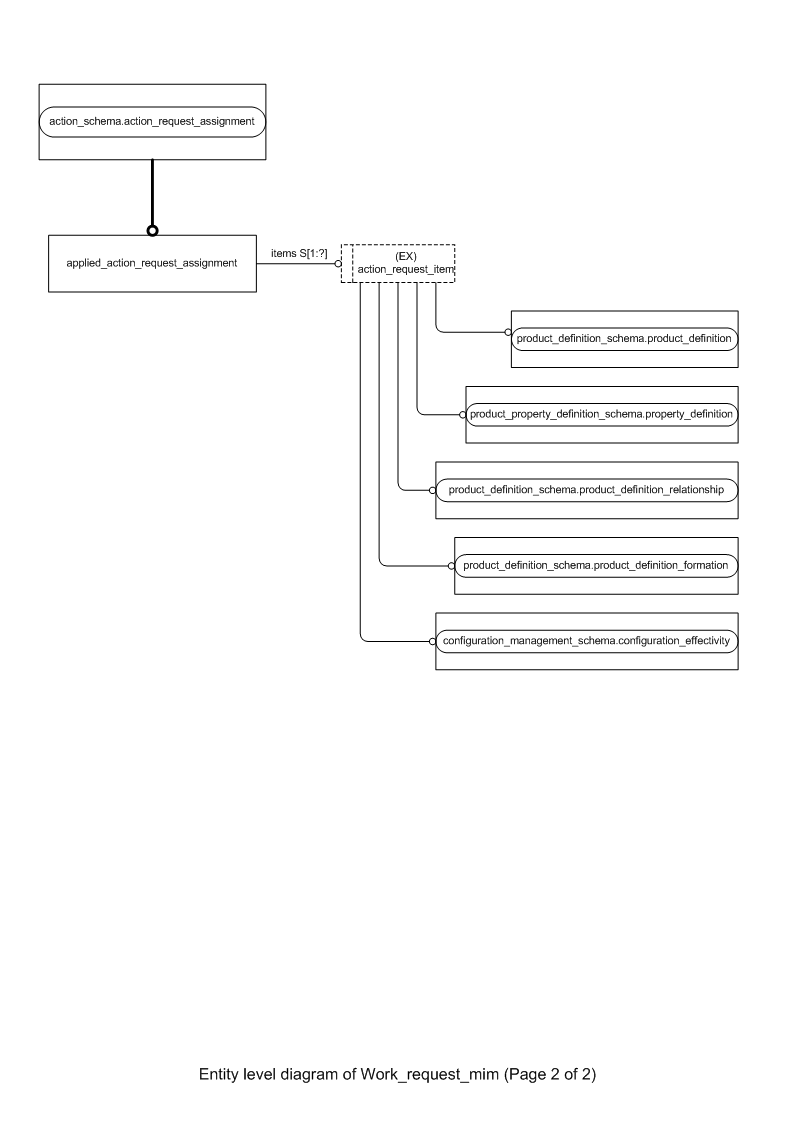 action_schema.action_request_assignment
applied_action_request_assignment
items S[1:?]
(EX)
action_request_item
product_definition_schema.product_definition
product_property_definition_schema.property_definition
product_definition_schema.product_definition_relationship
product_definition_schema.product_definition_formation
configuration_management_schema.configuration_effectivity
Entity level diagram of Work_request_mim (Page 2 of 2)